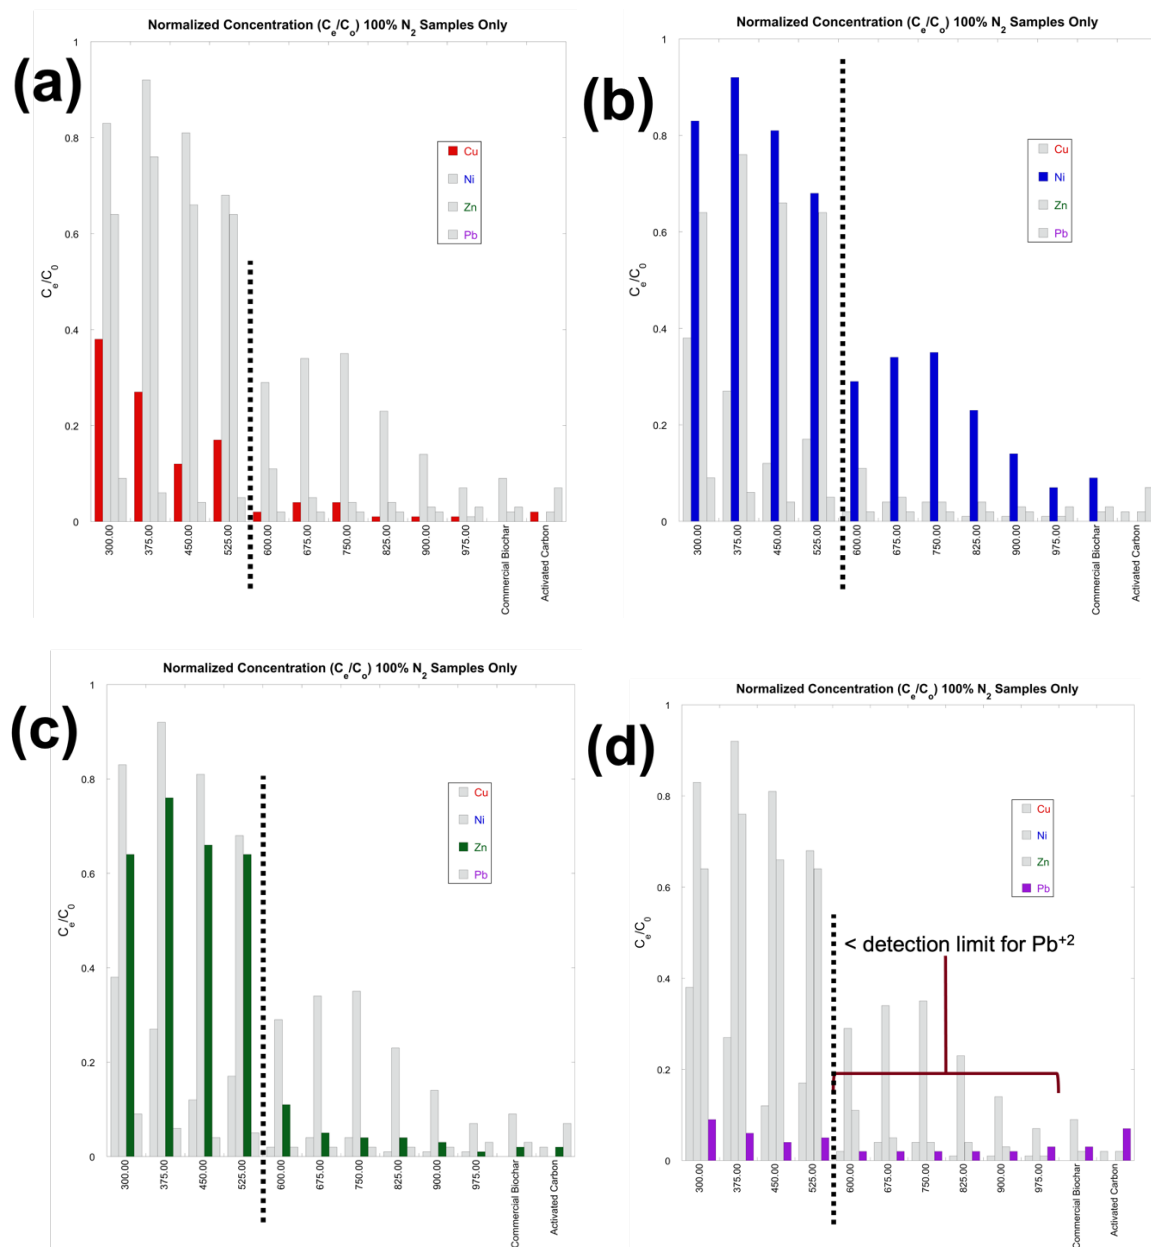 Normalized Concentration (Ce/Co) 100% N2 Samples Only
(a)
1
0.8
0.6
0.4
0.2
0
Ce/C0
Cu
Ni
Zn
Pb
300.00
375.00
450.00
525.00
600.00
675.00
750.00
825.00
900.00
975.00
Commercial Biochar
Activated Carbon
Normalized Concentration (Ce/Co) 100% N2 Samples Only
(b)
1
0.8
0.6
0.4
0.2
0
Ce/C0
Cu
Ni
Zn
Pb
300.00
375.00
450.00
525.00
600.00
675.00
750.00
825.00
900.00
975.00
Commercial Biochar
Activated Carbon
Normalized Concentration (Ce/Co) 100% N2 Samples Only
(c)
1
0.8
0.6
0.4
0.2
0
Ce/C0
Cu
Ni
Zn
Pb
300.00
375.00
450.00
525.00
600.00
675.00
750.00
825.00
900.00
975.00
Commercial Biochar
Activated Carbon
Normalized Concentration (Ce/Co) 100% N2 Samples Only
(d)
1
0.8
0.6
0.4
0.2
0
Ce/C0
Cu
Ni
Zn
Pb
< detection limit for Pb+2
300.00
375.00
450.00
525.00
600.00
675.00
750.00
825.00
900.00
975.00
Commercial Biochar
Activated Carbon